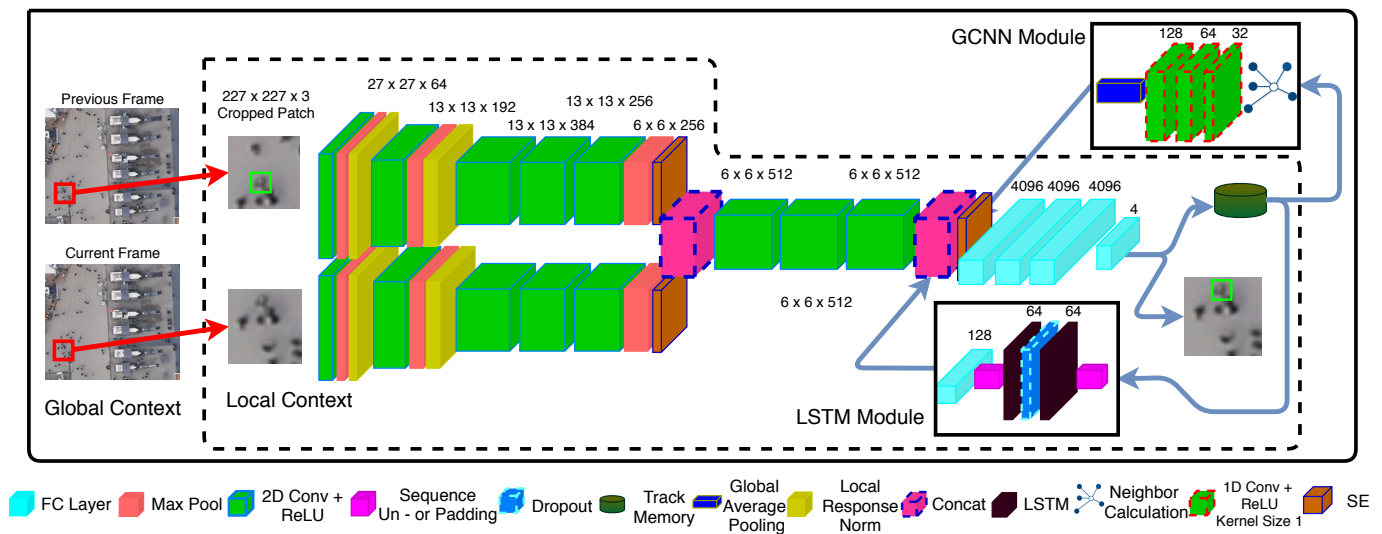 GCNN Module
128 64 32
Previous Frame
227 x 227 x 3
Cropped Patch
27 x 27 x 64
13 x 13 x 192
13 x 13 x 384
13 x 13 x 256
6 x 6 x 256
6 x 6 x 512
6 x 6 x 512
4096 4096 4096
4
Current Frame
6 x 6 x 512
128
64 64
Global Context
Local Context
LSTM Module
FC Layer
Max Pool
2D Conv +
ReLU
Sequence
Un - or Padding
Dropout
Track
Memory
Global
Average
Pooling
Local
Response
Norm
Concat
LSTM
Neighbor
Calculation
1D Conv +
ReLU
Kernel Size 1
SE